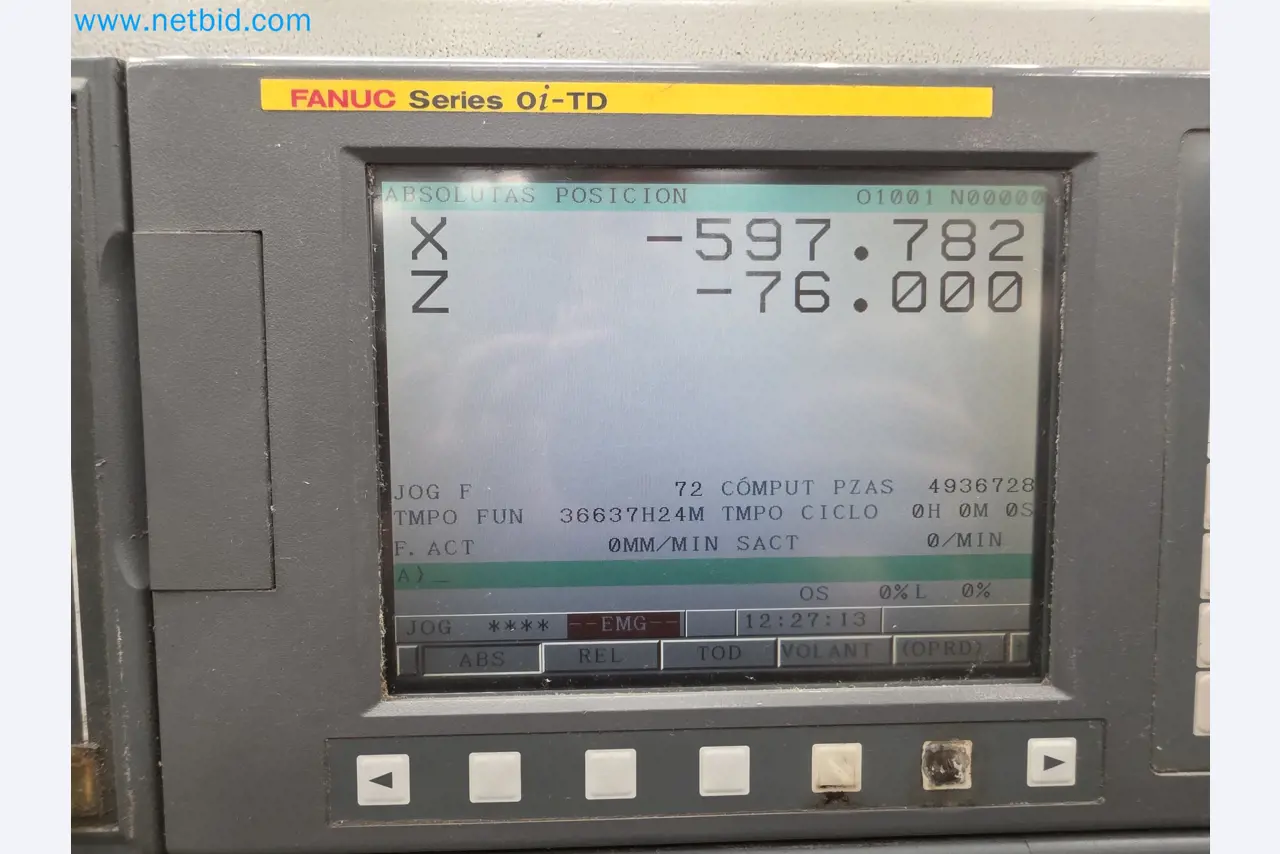 www.netbid.com
FANUC Series 0i-TD
ABSOLUTAS POSICION O1001 N00000
X -597.782
Z -76.000
JOG F 72 CÓMPUT PZAS 4936728
TMPO FUN 36637H24M TMPO CICLO 0H 0M 0S
F. ACT 0MM/MIN SACT 0/MIN
A)_
OS 0% L 0%
JOG **** --EMG-- 12:27:13
ABS REL TOD VOLANT (OPRD) +